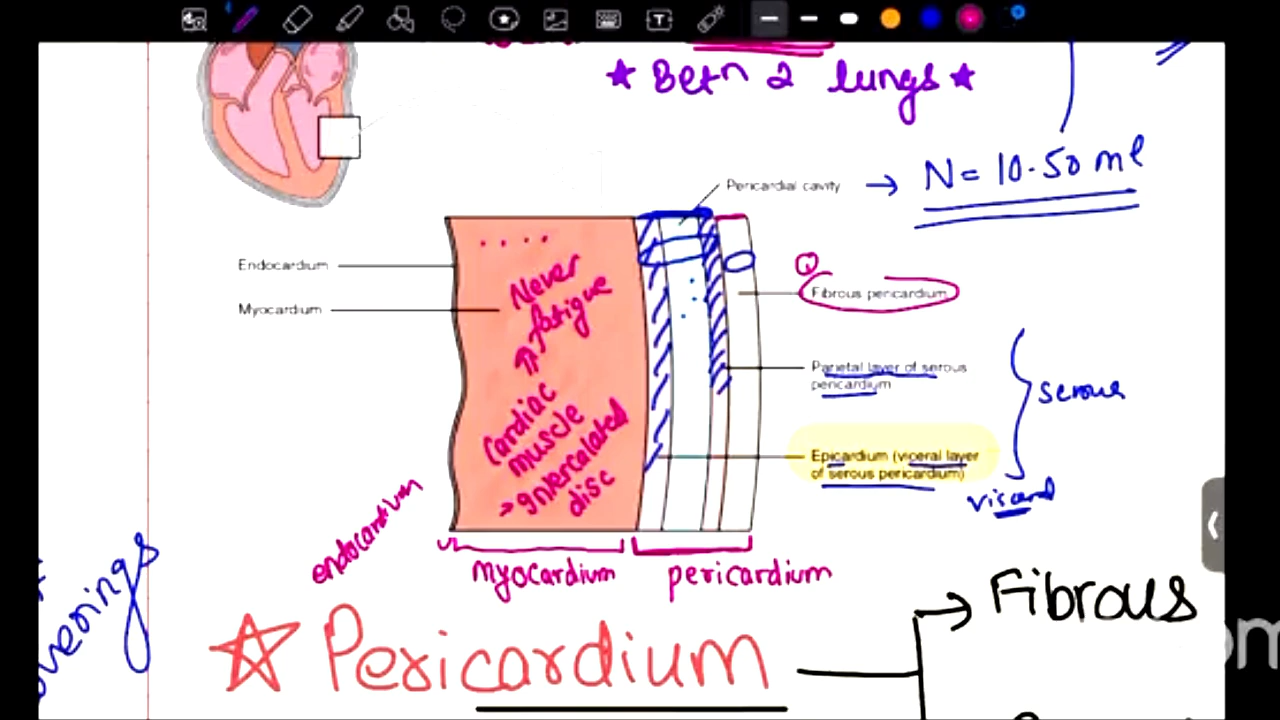 ★ Betn 2 lungs ★
Pericardial cavity → N = 10-50 ml
Endocardium
Myocardium
Never
fatigue
Cardiac
muscle
→ Intercalated
disc
Fibrous pericardium
Parietal layer of serous
pericardium
serous
Epicardium (viceral layer
of serous pericardium)
visceral
endocardium
myocardium
pericardium
★ Pericardium
→ Fibrous